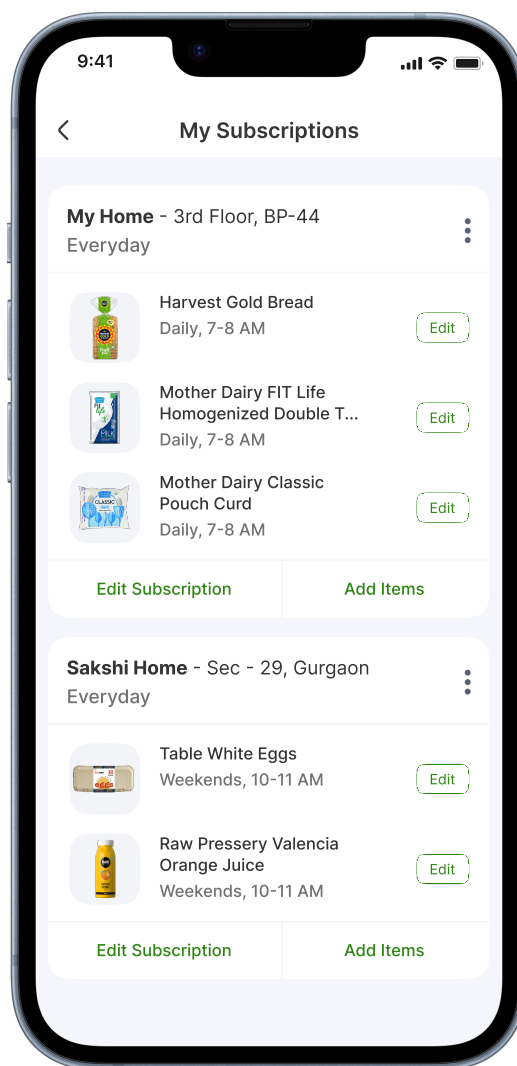 9:41
My Subscriptions
My Home - 3rd Floor, BP-44
Everyday
Harvest Gold Bread
Daily, 7-8 AM
Edit
Mother Dairy FIT Life
Homogenized Double T...
Daily, 7-8 AM
Edit
Mother Dairy Classic
Pouch Curd
Daily, 7-8 AM
Edit
CLASSIC
MILK
Edit Subscription
Add Items
Sakshi Home - Sec - 29, Gurgaon
Everyday
Table White Eggs
Weekends, 10-11 AM
Edit
Raw Pressery Valencia
Orange Juice
Weekends, 10-11 AM
Edit
Edit Subscription
Add Items